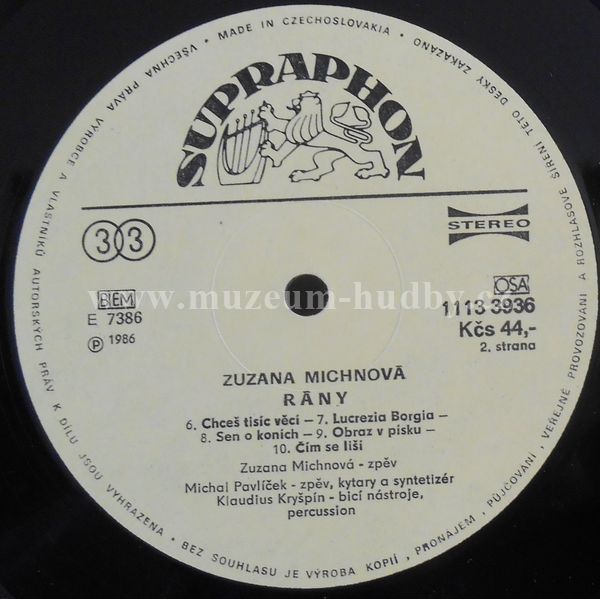 VŠECHNA PRÁVA VÝROBCE A VLASTNÍKŮ AUTORSKÝCH PRÁV K DÍLU JSOU VYHRAZENA • BEZ SOUHLASU JE VÝROBA KOPIÍ, PRONÁJEM, PŮJČOVÁNÍ, VEŘEJNÉ PROVOZOVÁNÍ A ROZHLASOVÉ ŠÍŘENÍ TÉTO DESKY ZAKÁZÁNO • MADE IN CZECHOSLOVAKIA •
SUPRAPHON
33
STEREO
BIEM
E 7386
Ⓟ 1986
OSA
1113 3936
Kčs 44,-
2. strana
www.muzeum-hudby.cz
ZUZANA MICHNOVÁ
RÁNY
6. Chceš tisíc věcí – 7. Lucrezia Borgia –
8. Sen o koních – 9. Obraz v písku –
10. Čím se liší
Zuzana Michnová - zpěv
Michal Pavlíček - zpěv, kytary a syntetizér
Klaudius Kryšpín - bicí nástroje,
percussion